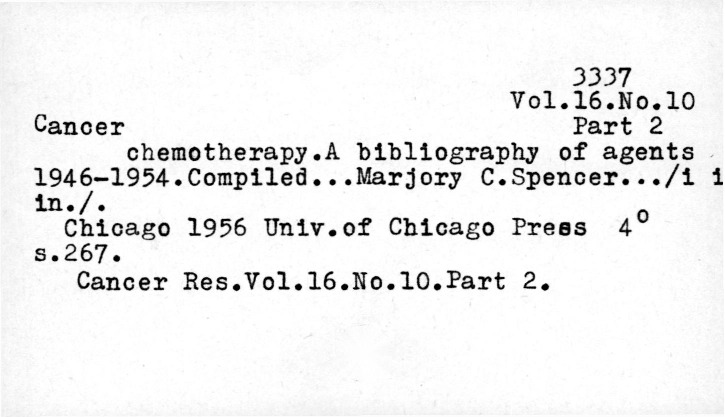 3337
Vol.16.No.10
Cancer Part 2
chemotherapy.A bibliography of agents
1946-1954.Compiled...Marjory C.Spencer.../i i
in./.
Chicago 1956 Univ.of Chicago Press 4°
s.267.
Cancer Res.Vol.16.No.10.Part 2.